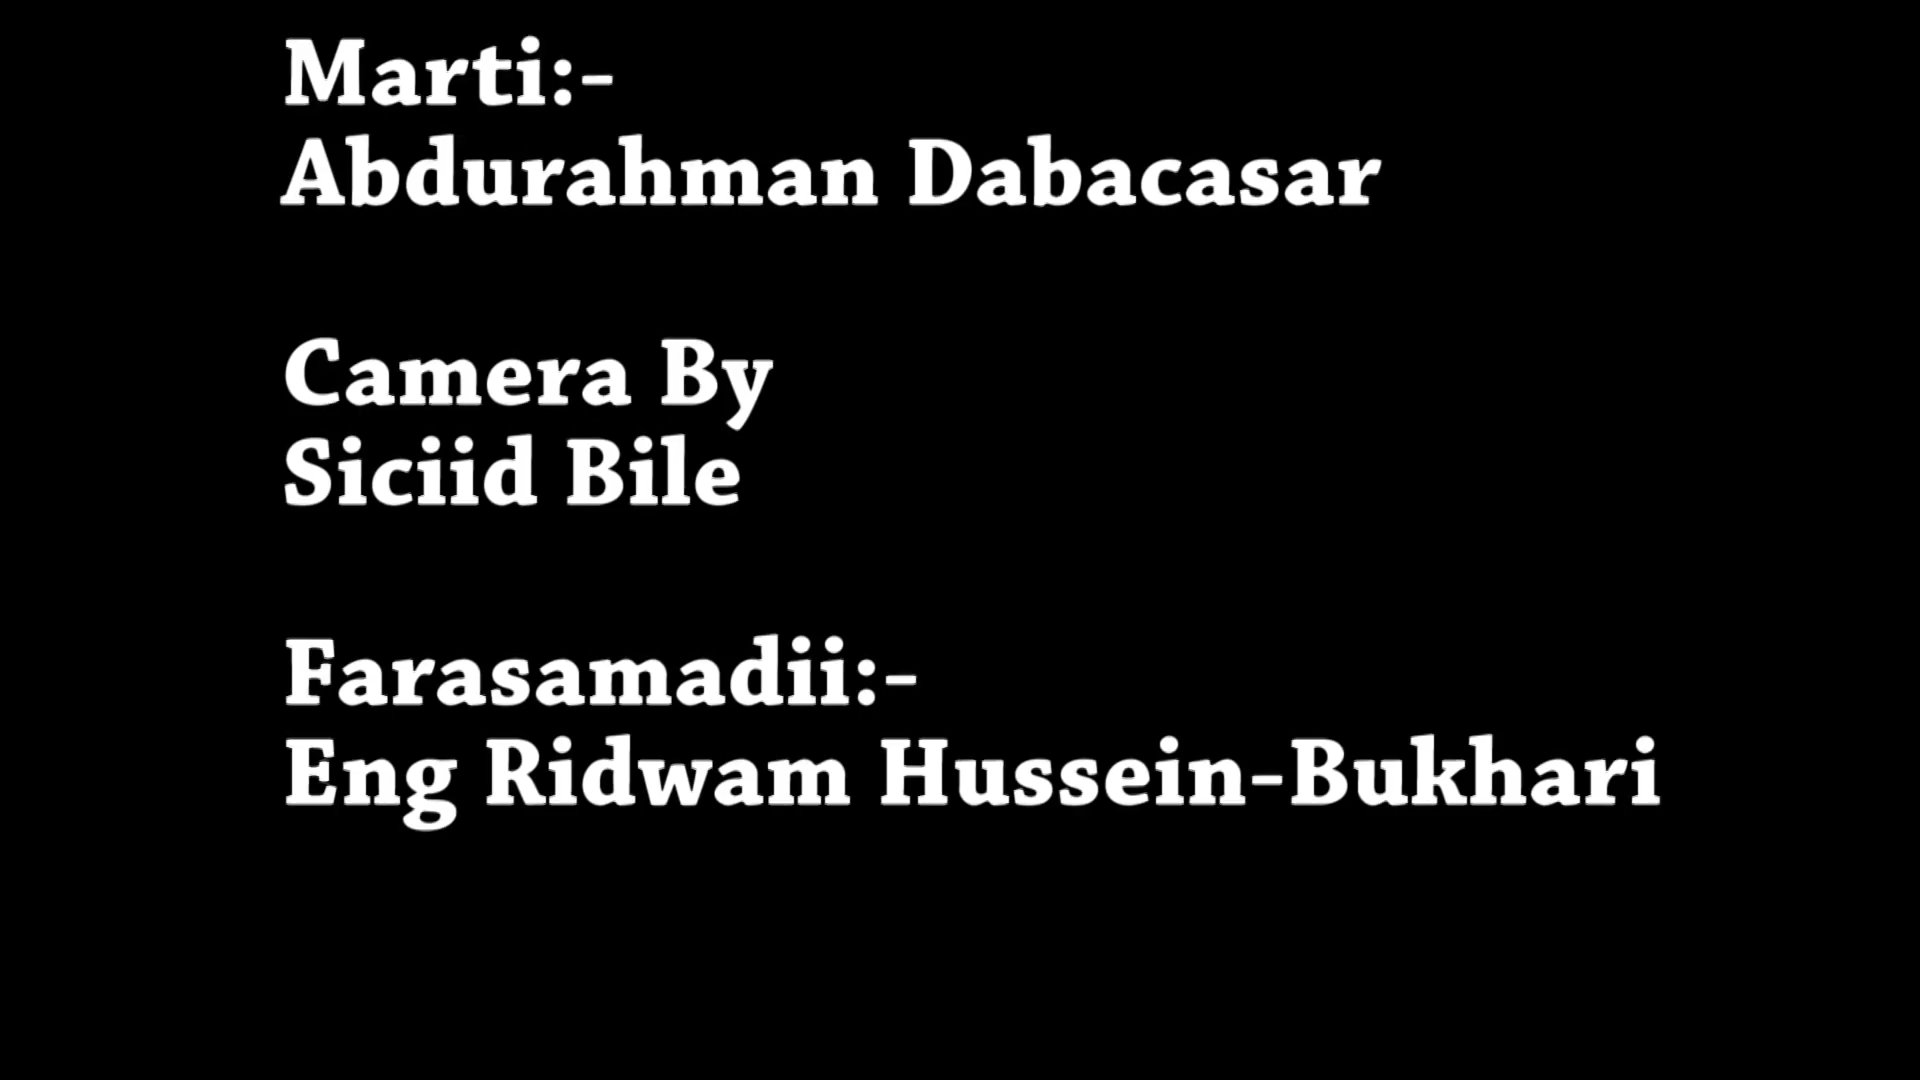 Marti:-
Abdurahman Dabacasar
Camera By
Siciid Bile
Farasamadii:-
Eng Ridwam Hussein-Bukhari